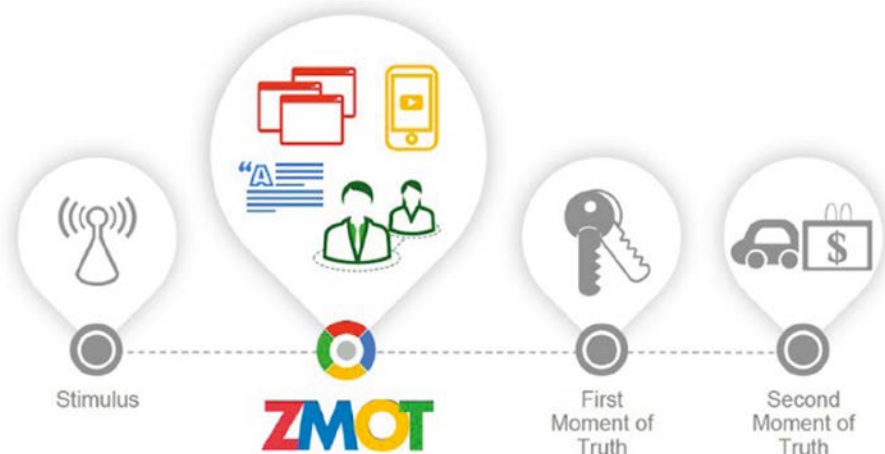 “A
$
Stimulus
ZMOT
First
Moment of
Truth
Second
Moment of
Truth